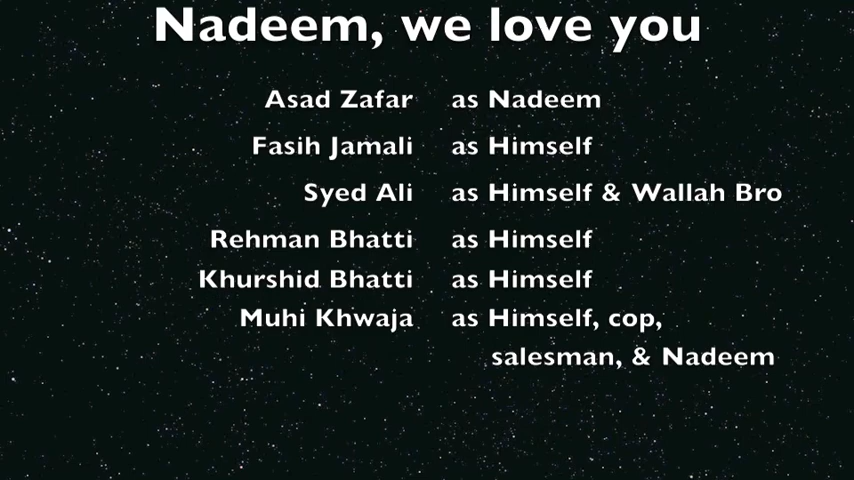 Nadeem, we love you
Asad Zafar as Nadeem
Fasih Jamali as Himself
Syed Ali as Himself & Wallah Bro
Rehman Bhatti as Himself
Khurshid Bhatti as Himself
Muhi Khwaja as Himself, cop,
salesman, & Nadeem